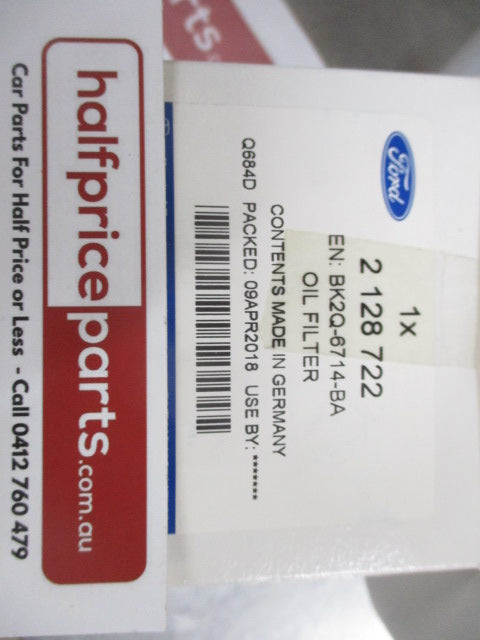 Ford
1x
2 128 722
EN: BK2Q-6714-BA
OIL FILTER
CONTENTS MADE IN GERMANY
Q684D PACKED: 09APR2018 USE BY: *******
halfpriceparts.com.au
Car Parts For Half Price or Less - Call 0412 760 479
rts.c